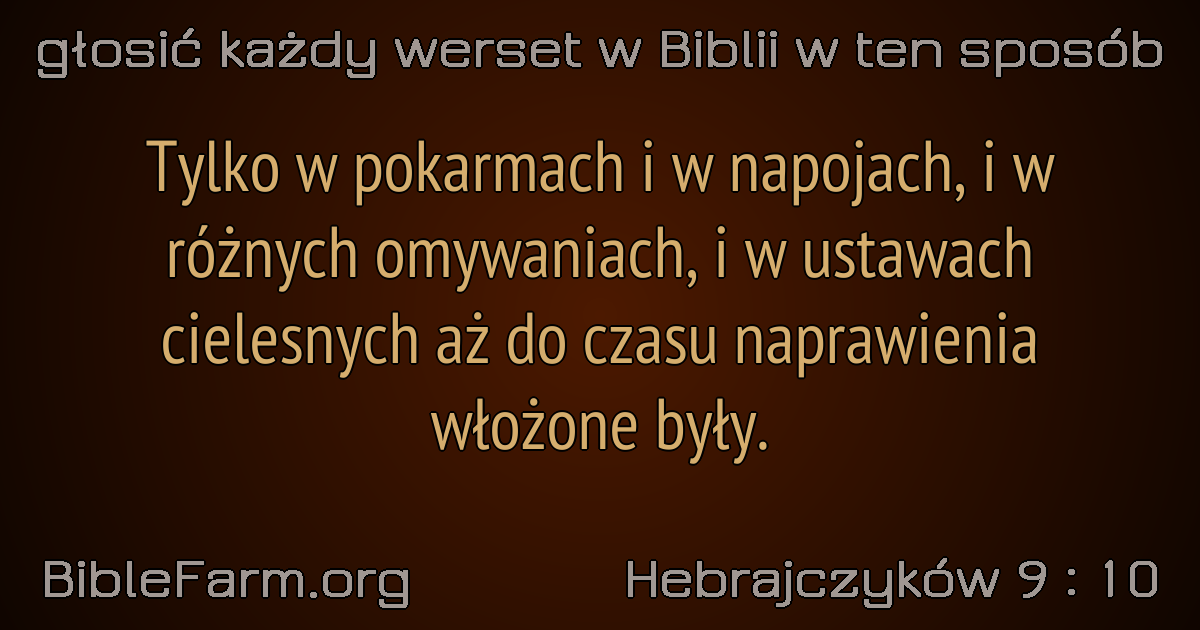 głosić każdy werset w Biblii w ten sposób
Tylko w pokarmach i w napojach, i w
różnych omywaniach, i w ustawach
cielesnych aż do czasu naprawienia
włożone były.
BibleFarm.org
Hebrajczyków 9 : 10